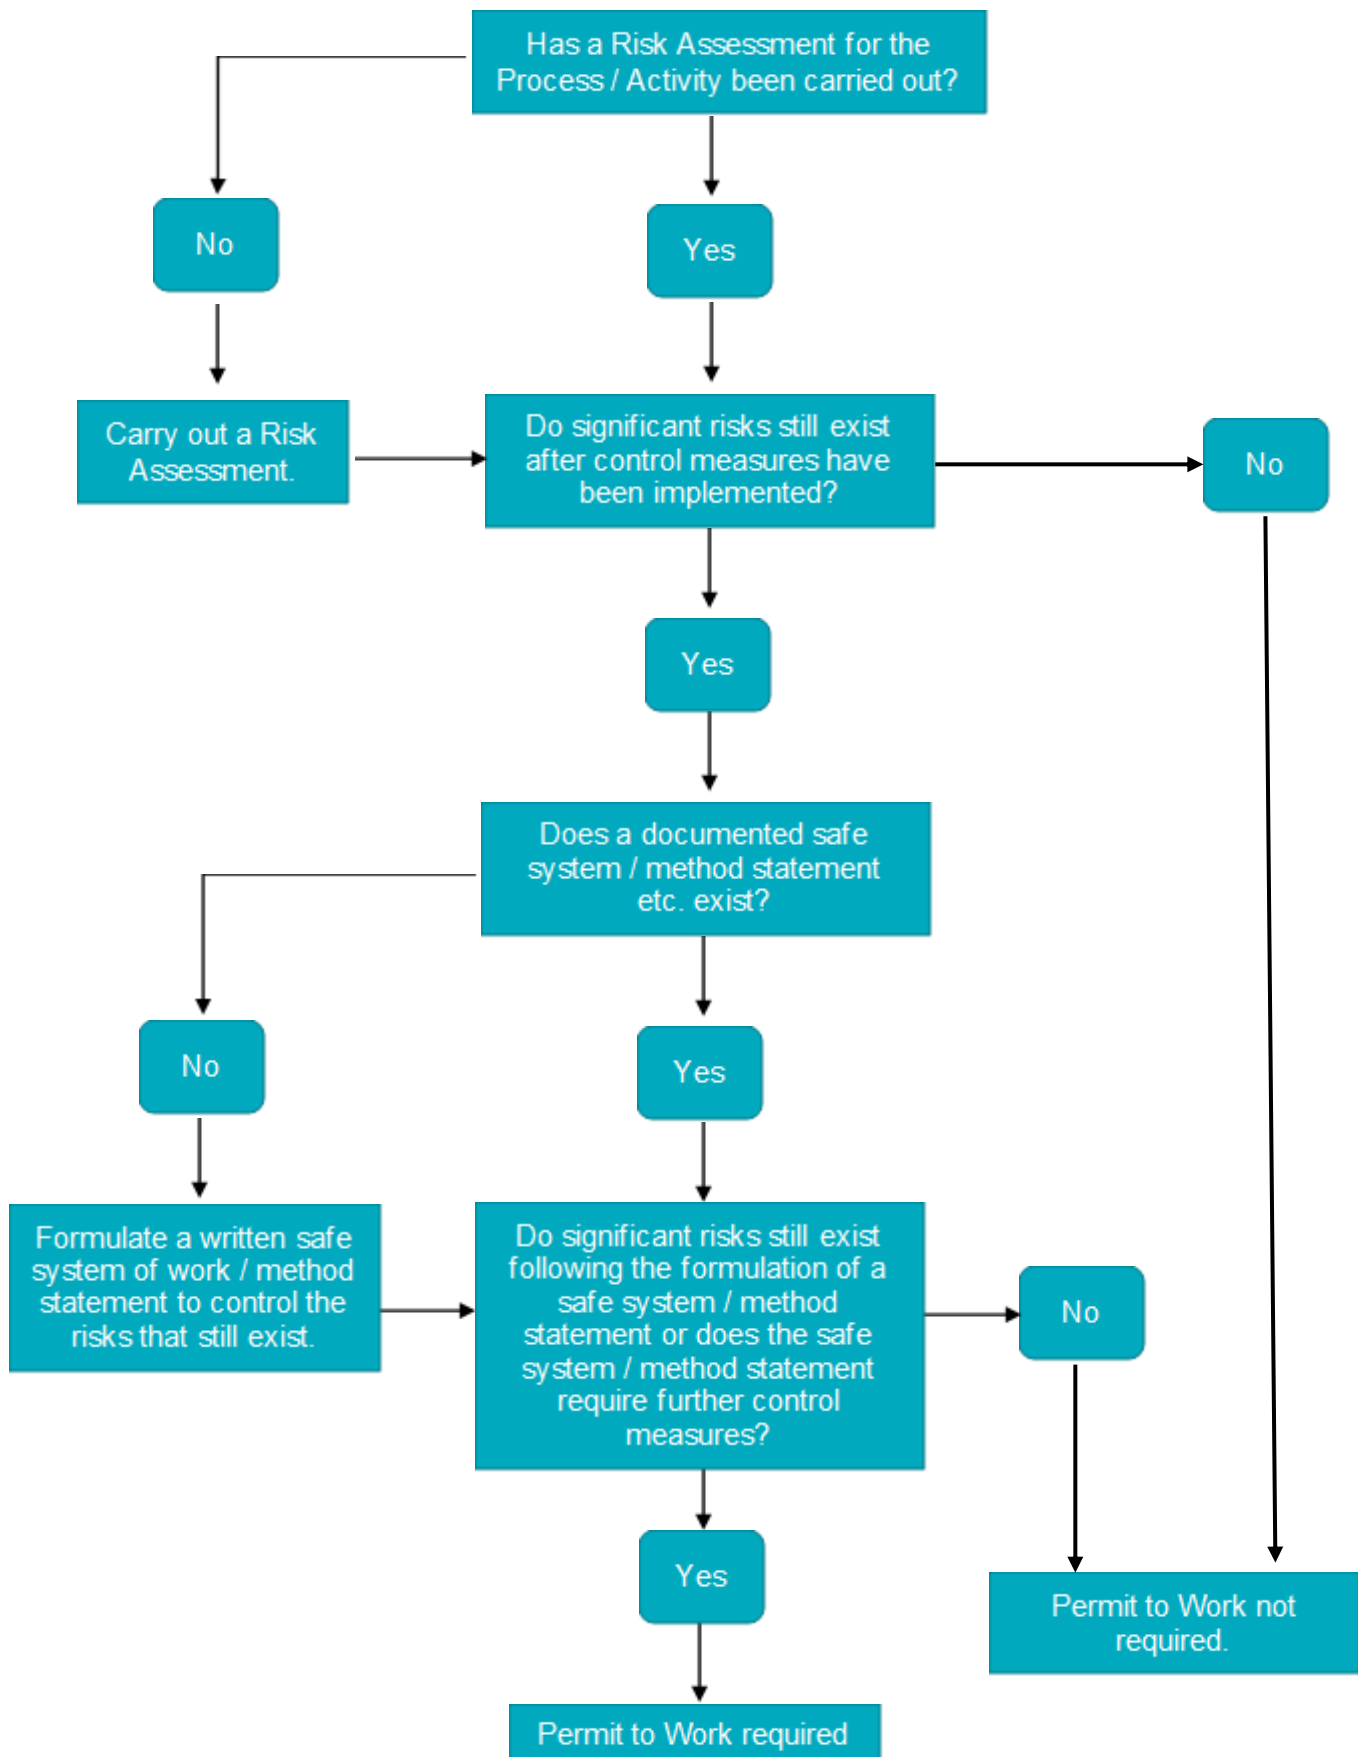 Has a Risk Assessment for the
Process / Activity been carried out?
No
Yes
Carry out a Risk
Assessment.
Do significant risks still exist
after control measures have
been implemented?
No
Yes
Does a documented safe
system / method statement
etc. exist?
No
Yes
Formulate a written safe
system of work / method
statement to control the
risks that still exist.
Do significant risks still exist
following the formulation of a
safe system / method
statement or does the safe
system / method statement
require further control
measures?
No
Yes
Permit to Work not
required.
Permit to Work required